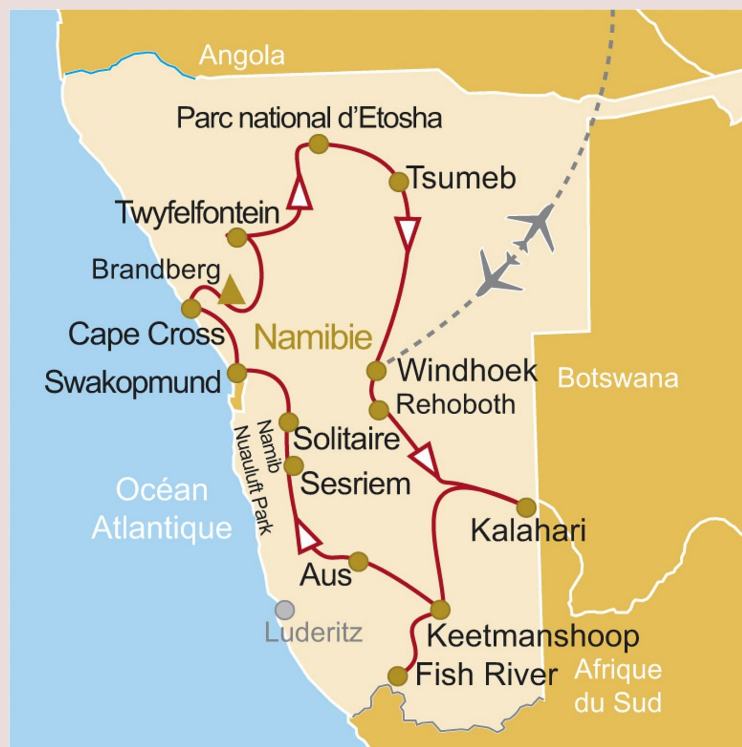 Angola
Parc national d'Etosha
Tsumeb
Twyfelfontein
Brandberg
Cape Cross
Namibie
Swakopmund
Windhoek
Botswana
Rehoboth
Solitaire
Namib
Nuauluft Park
Sesriem
Océan
Atlantique
Kalahari
Aus
Luderitz
Keetmanshoop
Fish River
Afrique
du Sud